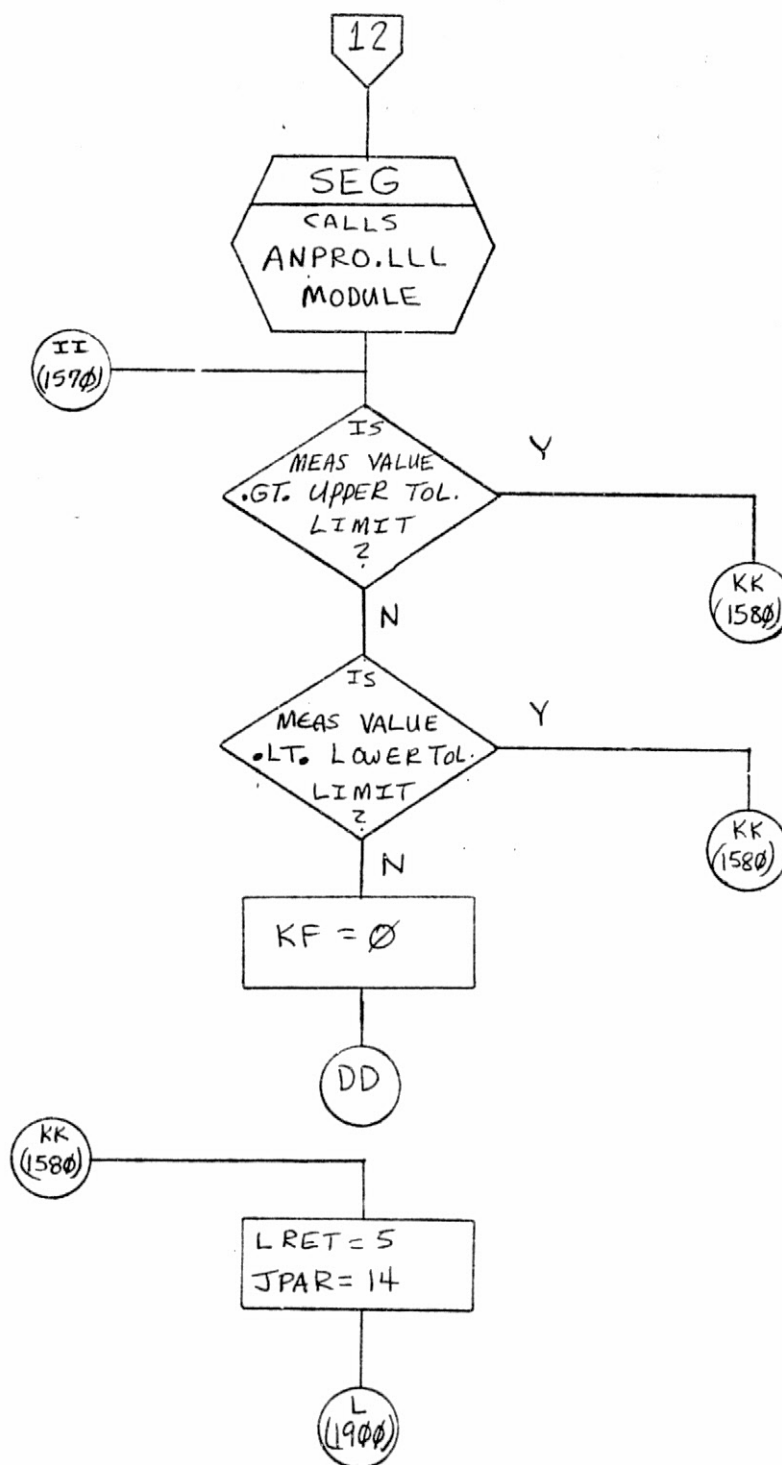 12
SEG
CALLS
ANPRO.LLL
MODULE
II
(157Ø)
IS
MEAS VALUE
.GT. UPPER TOL.
LIMIT
?
Y
KK
(158Ø)
N
IS
MEAS VALUE
.LT. LOWER TOL.
LIMIT
?
Y
KK
(158Ø)
N
KF = Ø
DD
KK
(158Ø)
LRET = 5
JPAR = 14
L
(19ØØ)